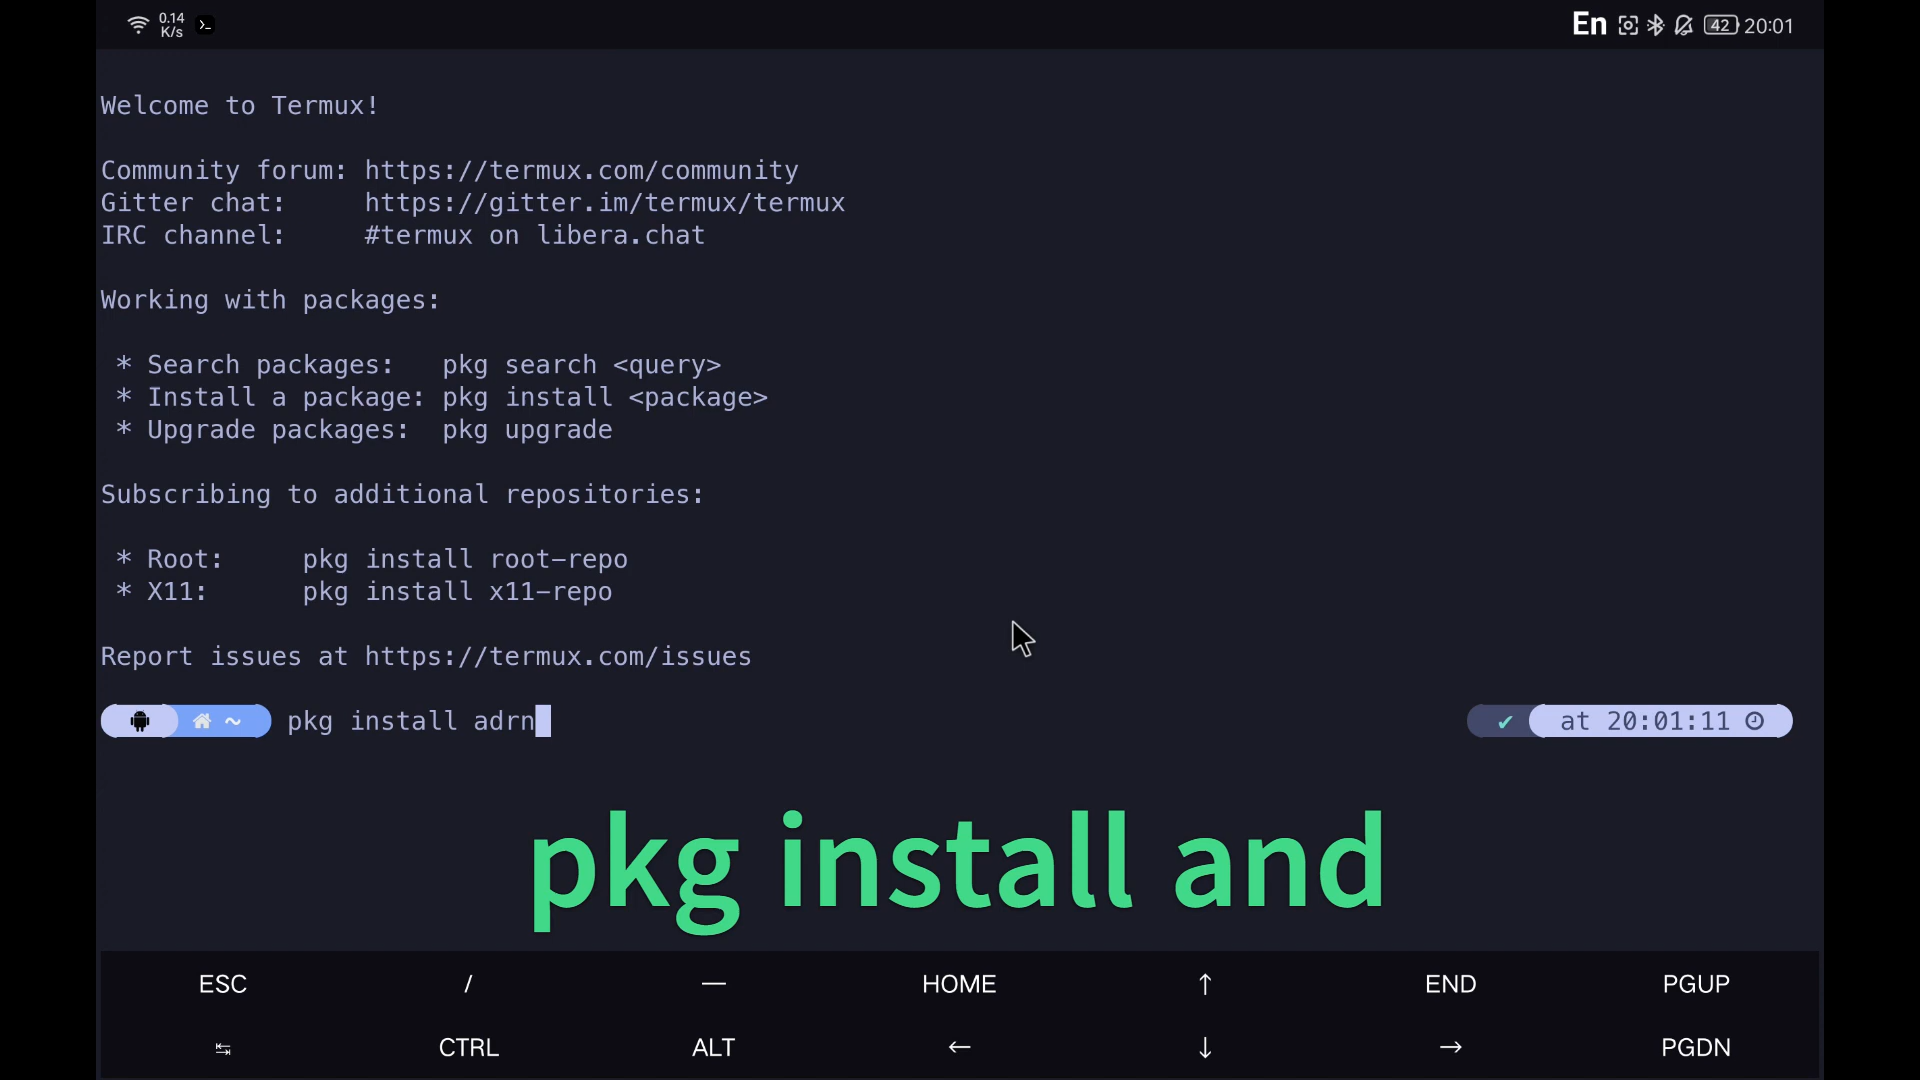 0.14
K/s
En 42 20:01
Welcome to Termux!
Community forum: https://termux.com/community
Gitter chat: https://gitter.im/termux/termux
IRC channel: #termux on libera.chat
Working with packages:
* Search packages: pkg search <query>
* Install a package: pkg install <package>
* Upgrade packages: pkg upgrade
Subscribing to additional repositories:
* Root: pkg install root-repo
* X11: pkg install x11-repo
Report issues at https://termux.com/issues
~ pkg install adrn ✔ at 20:01:11
pkg install and
ESC / — HOME ↑ END PGUP
↹ CTRL ALT ← ↓ → PGDN